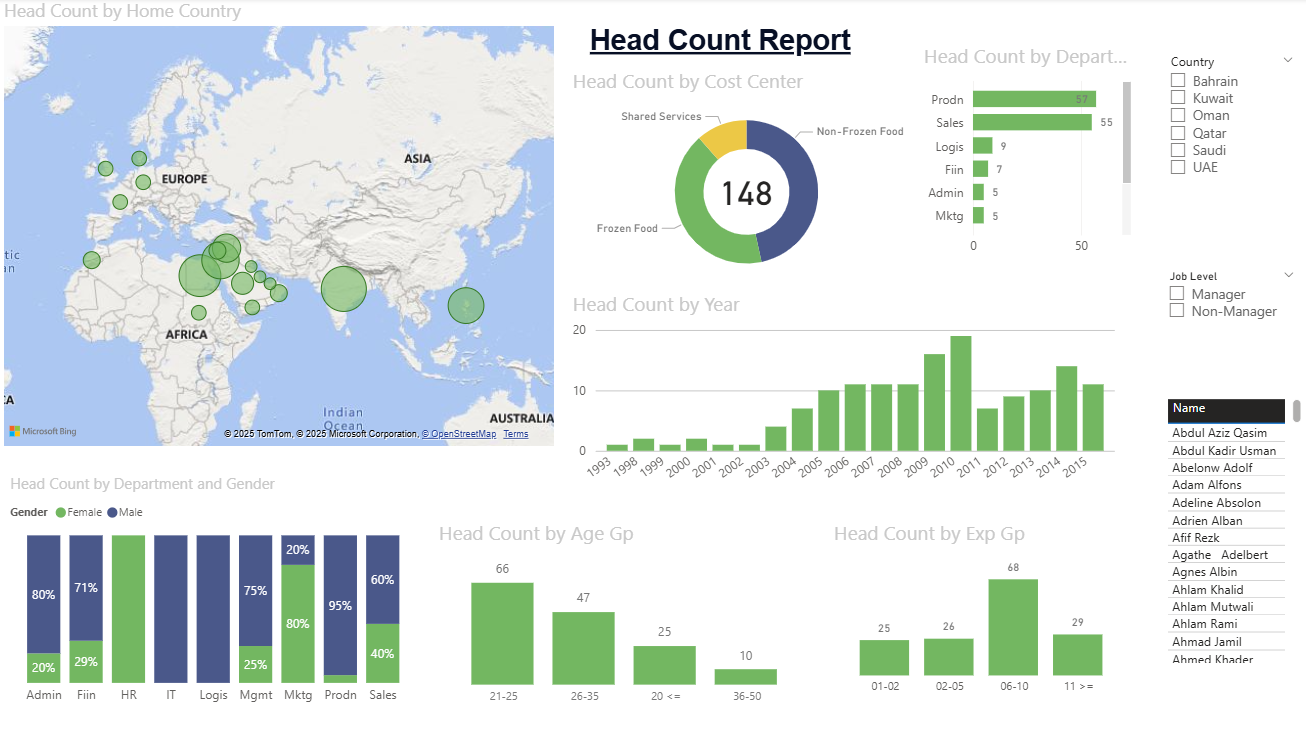 Head Count by Home Country
ASIA
EUROPE
AFRICA
Indian
Ocean
AUSTRALIA
tic
an
CA
Microsoft Bing
© 2025 TomTom, © 2025 Microsoft Corporation, © OpenStreetMap Terms
Head Count Report
Head Count by Cost Center
Shared Services
Non-Frozen Food
148
Frozen Food
Head Count by Depart...
Prodn 57
Sales 55
Logis 9
Fiin 7
Admin 5
Mktg 5
0 50
Country
Bahrain
Kuwait
Oman
Qatar
Saudi
UAE
Job Level
Manager
Non-Manager
Head Count by Year
20
10
0
1993 1998 1999 2000 2001 2002 2003 2004 2005 2006 2007 2008 2009 2010 2011 2012 2013 2014 2015
Name
Abdul Aziz Qasim
Abdul Kadir Usman
Abelonw Adolf
Adam Alfons
Adeline Absolon
Adrien Alban
Afif Rezk
Agathe Adelbert
Agnes Albin
Ahlam Khalid
Ahlam Mutwali
Ahlam Rami
Ahmad Jamil
Ahmed Khader
Head Count by Department and Gender
Gender Female Male
80% 71% 75% 20% 95% 60%
20% 29% 25% 80% 40%
Admin Fiin HR IT Logis Mgmt Mktg Prodn Sales
Head Count by Age Gp
66 47 25 10
21-25 26-35 20 <= 36-50
Head Count by Exp Gp
25 26 68 29
01-02 02-05 06-10 11 >=